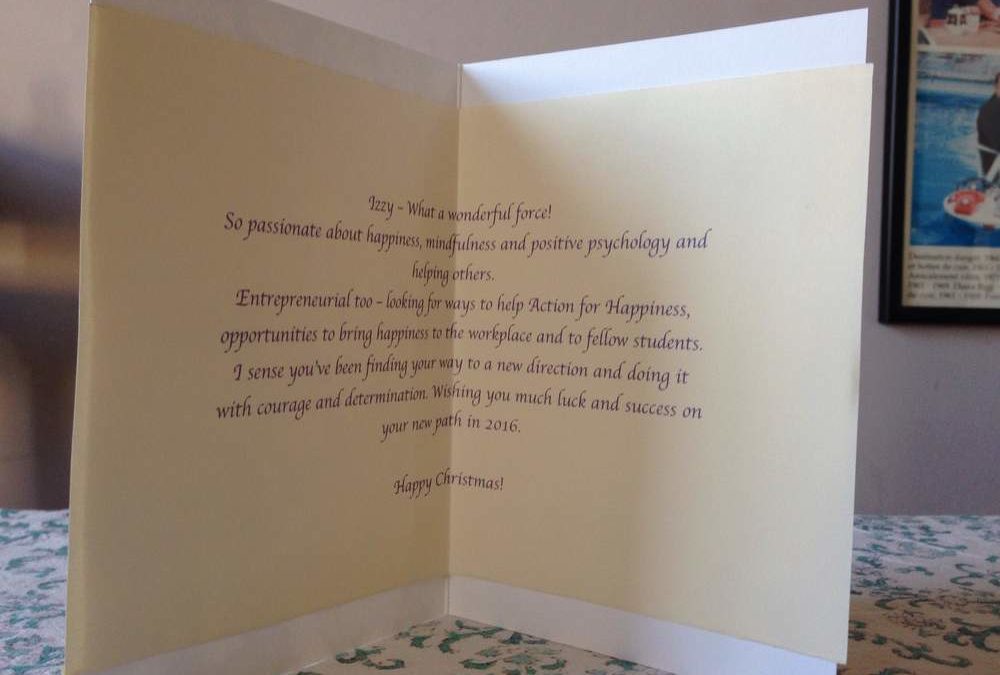 Izzy – What a wonderful force!
So passionate about happiness, mindfulness and positive psychology and
helping others.
Entrepreneurial too – looking for ways to help Action for Happiness,
opportunities to bring happiness to the workplace and to fellow students.
I sense you've been finding your way to a new direction and doing it
with courage and determination. Wishing you much luck and success on
your new path in 2016.
Happy Christmas!